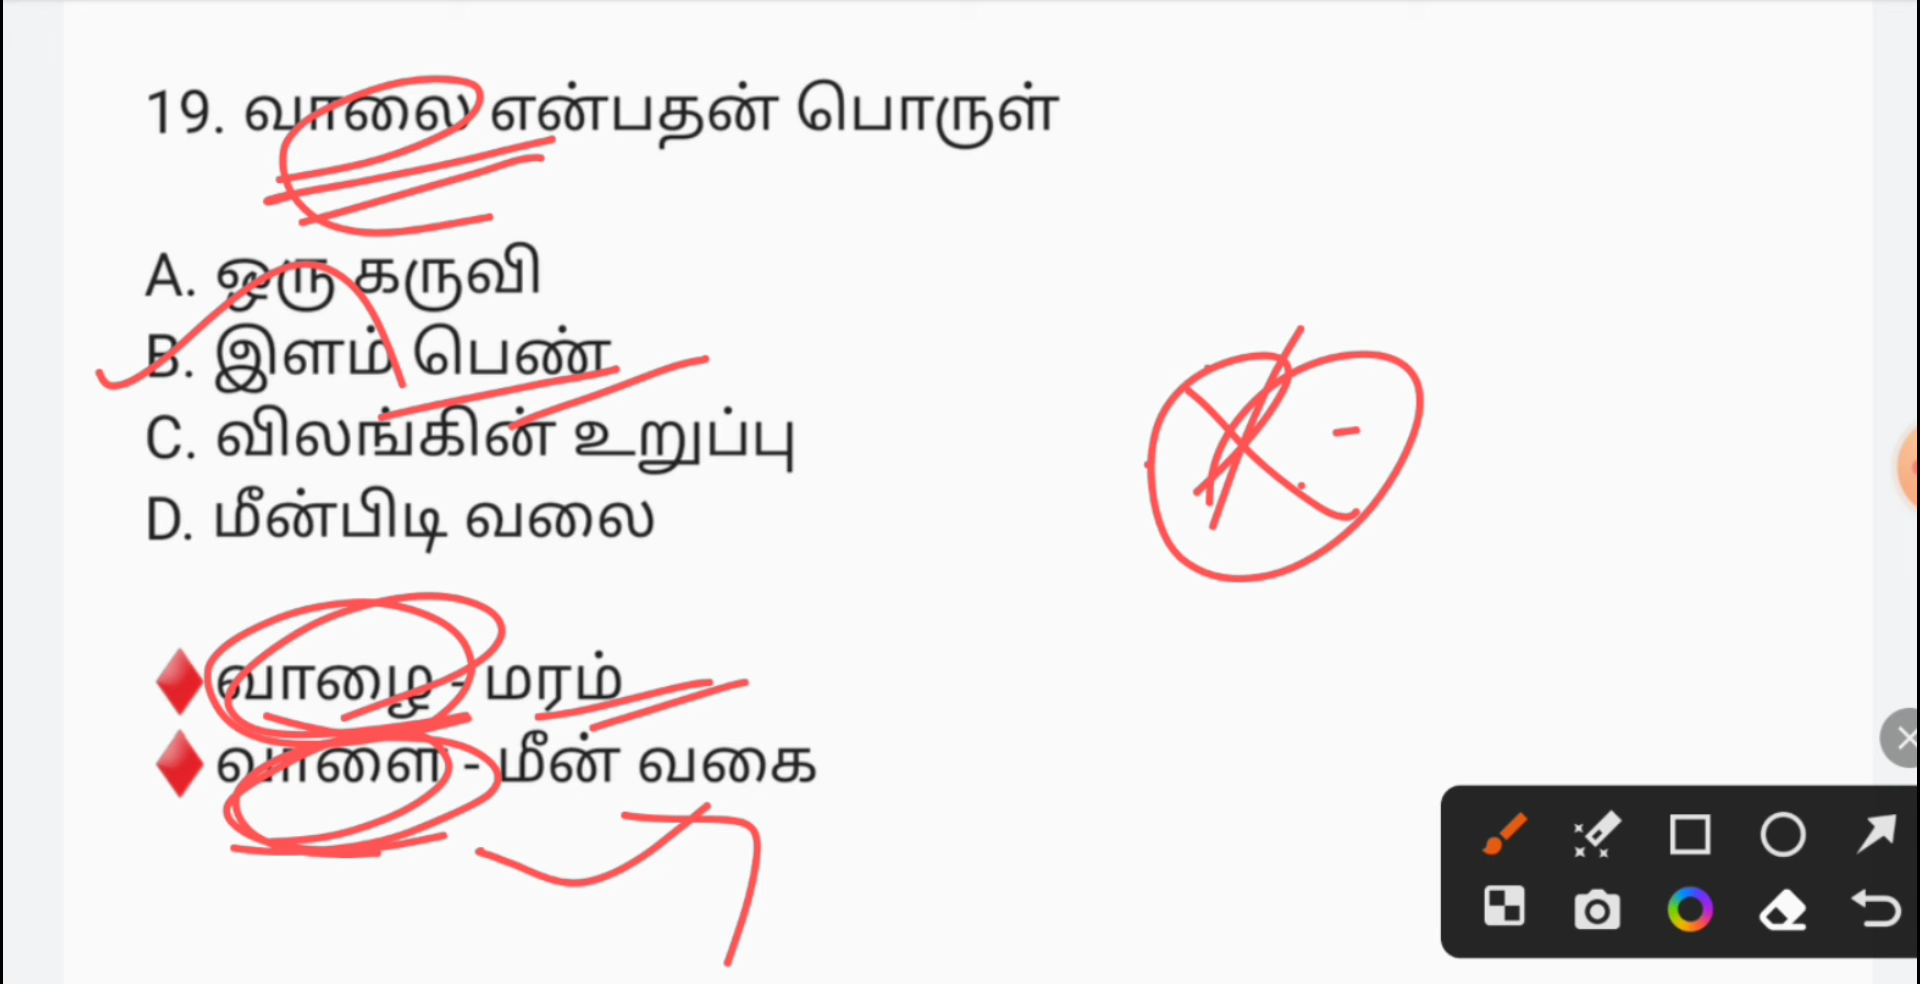 19. வாலை என்பதன் பொருள்
A. ஒரு கருவி
B. இளம் பெண்
C. விலங்கின் உறுப்பு
D. மீன்பிடி வலை
வாழை - மரம்
வாளை - மீன் வகை